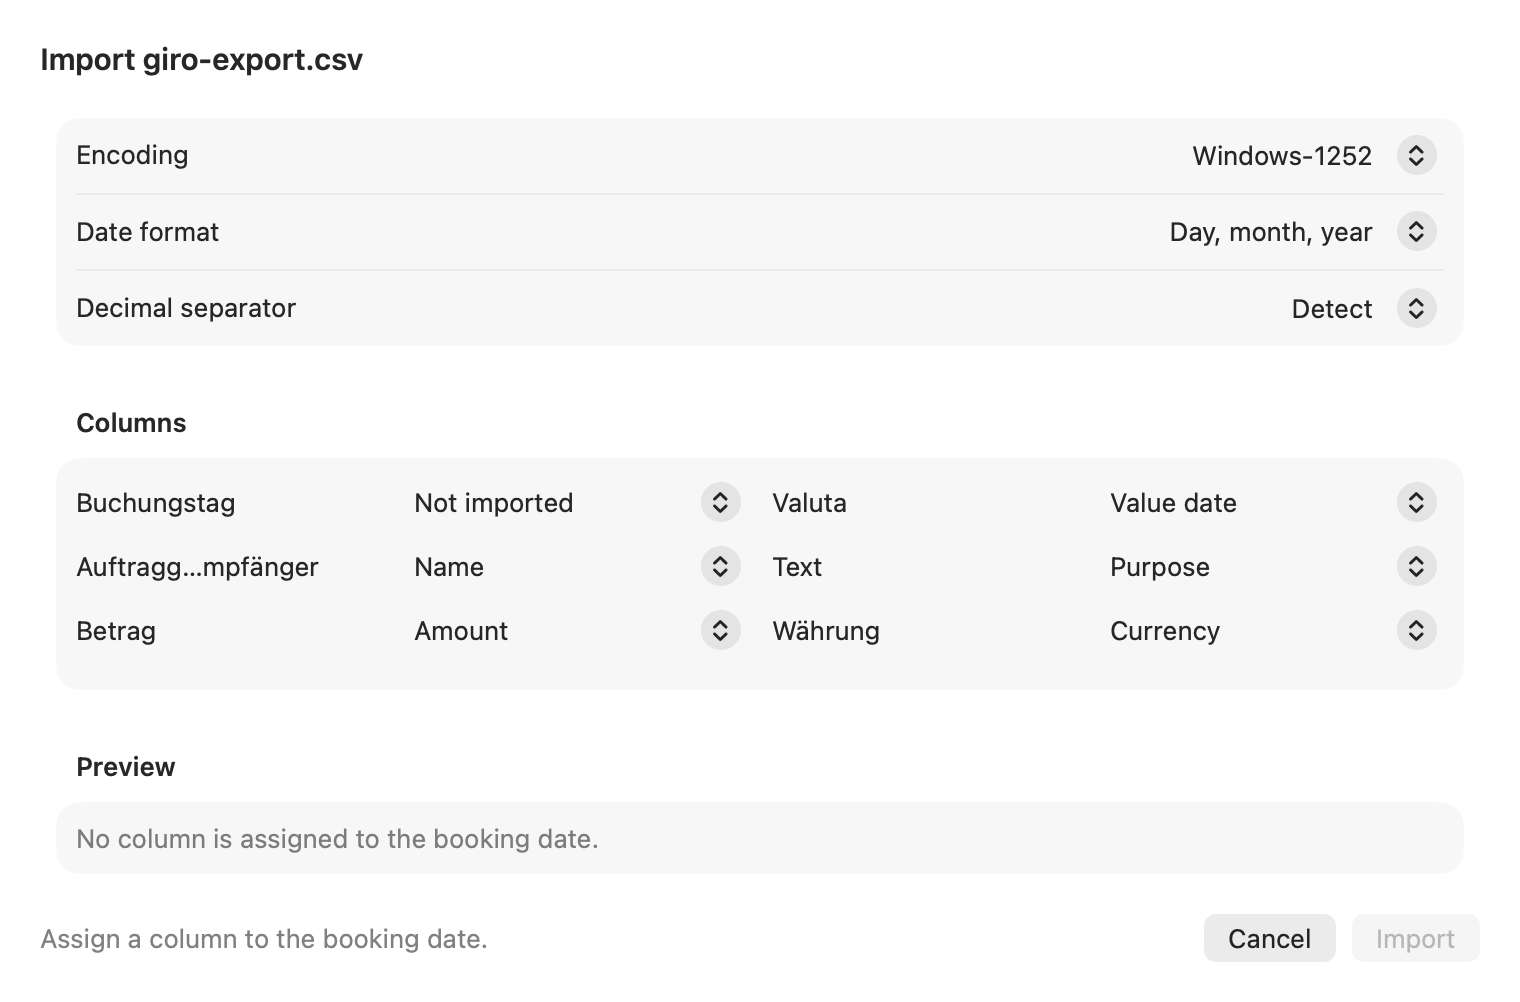 Import giro-export.csv
Encoding Windows-1252
Date format Day, month, year
Decimal separator Detect
Columns
Buchungstag Not imported Valuta Value date
Auftragg...mpfänger Name Text Purpose
Betrag Amount Währung Currency
Preview
No column is assigned to the booking date.
Assign a column to the booking date. Cancel Import